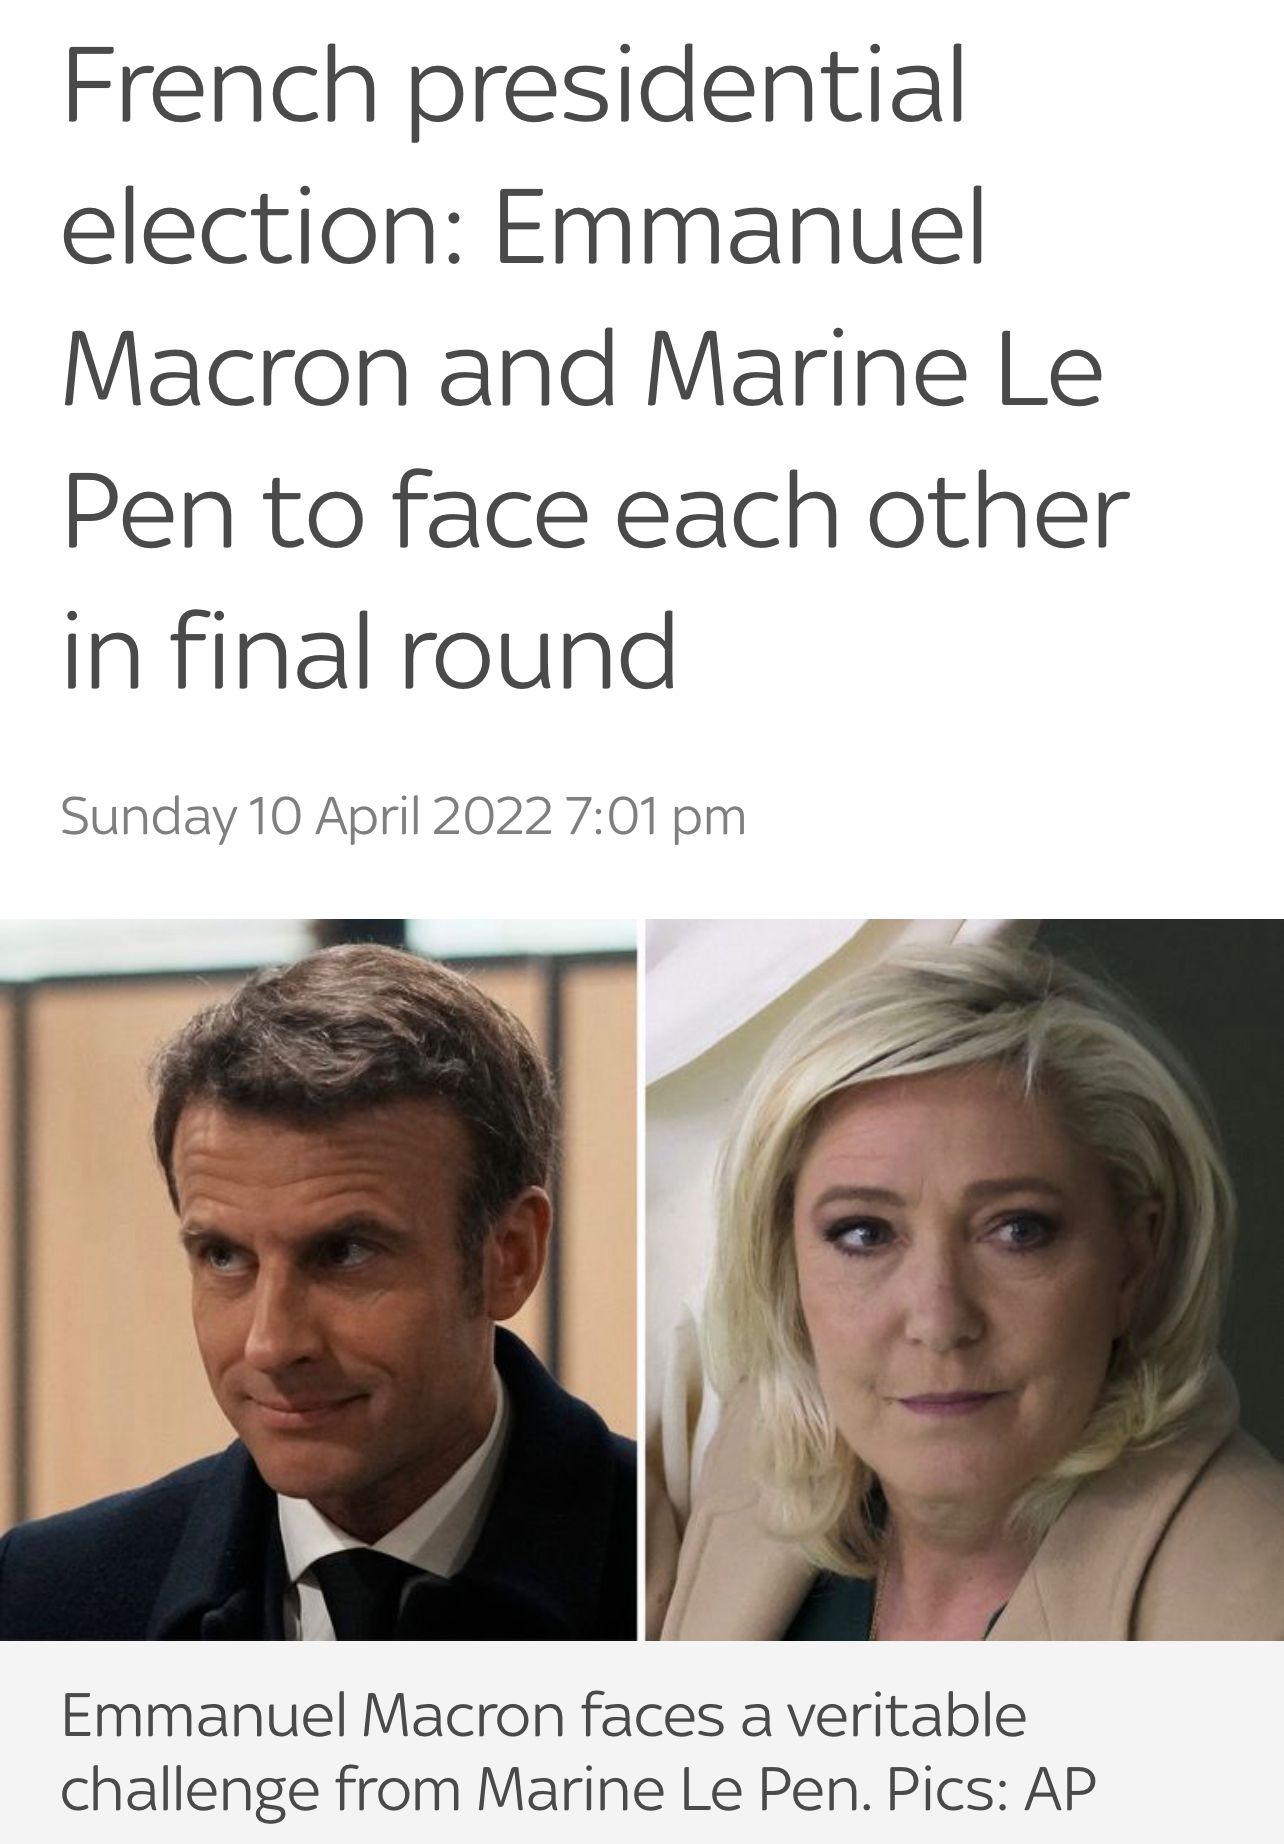 French presidential
election: Emmanuel
Macron and Marine Le
Pen to face each other
in final round
Sunday 10 April 2022 7:01 pm
Emmanuel Macron faces a veritable
challenge from Marine Le Pen. Pics: AP